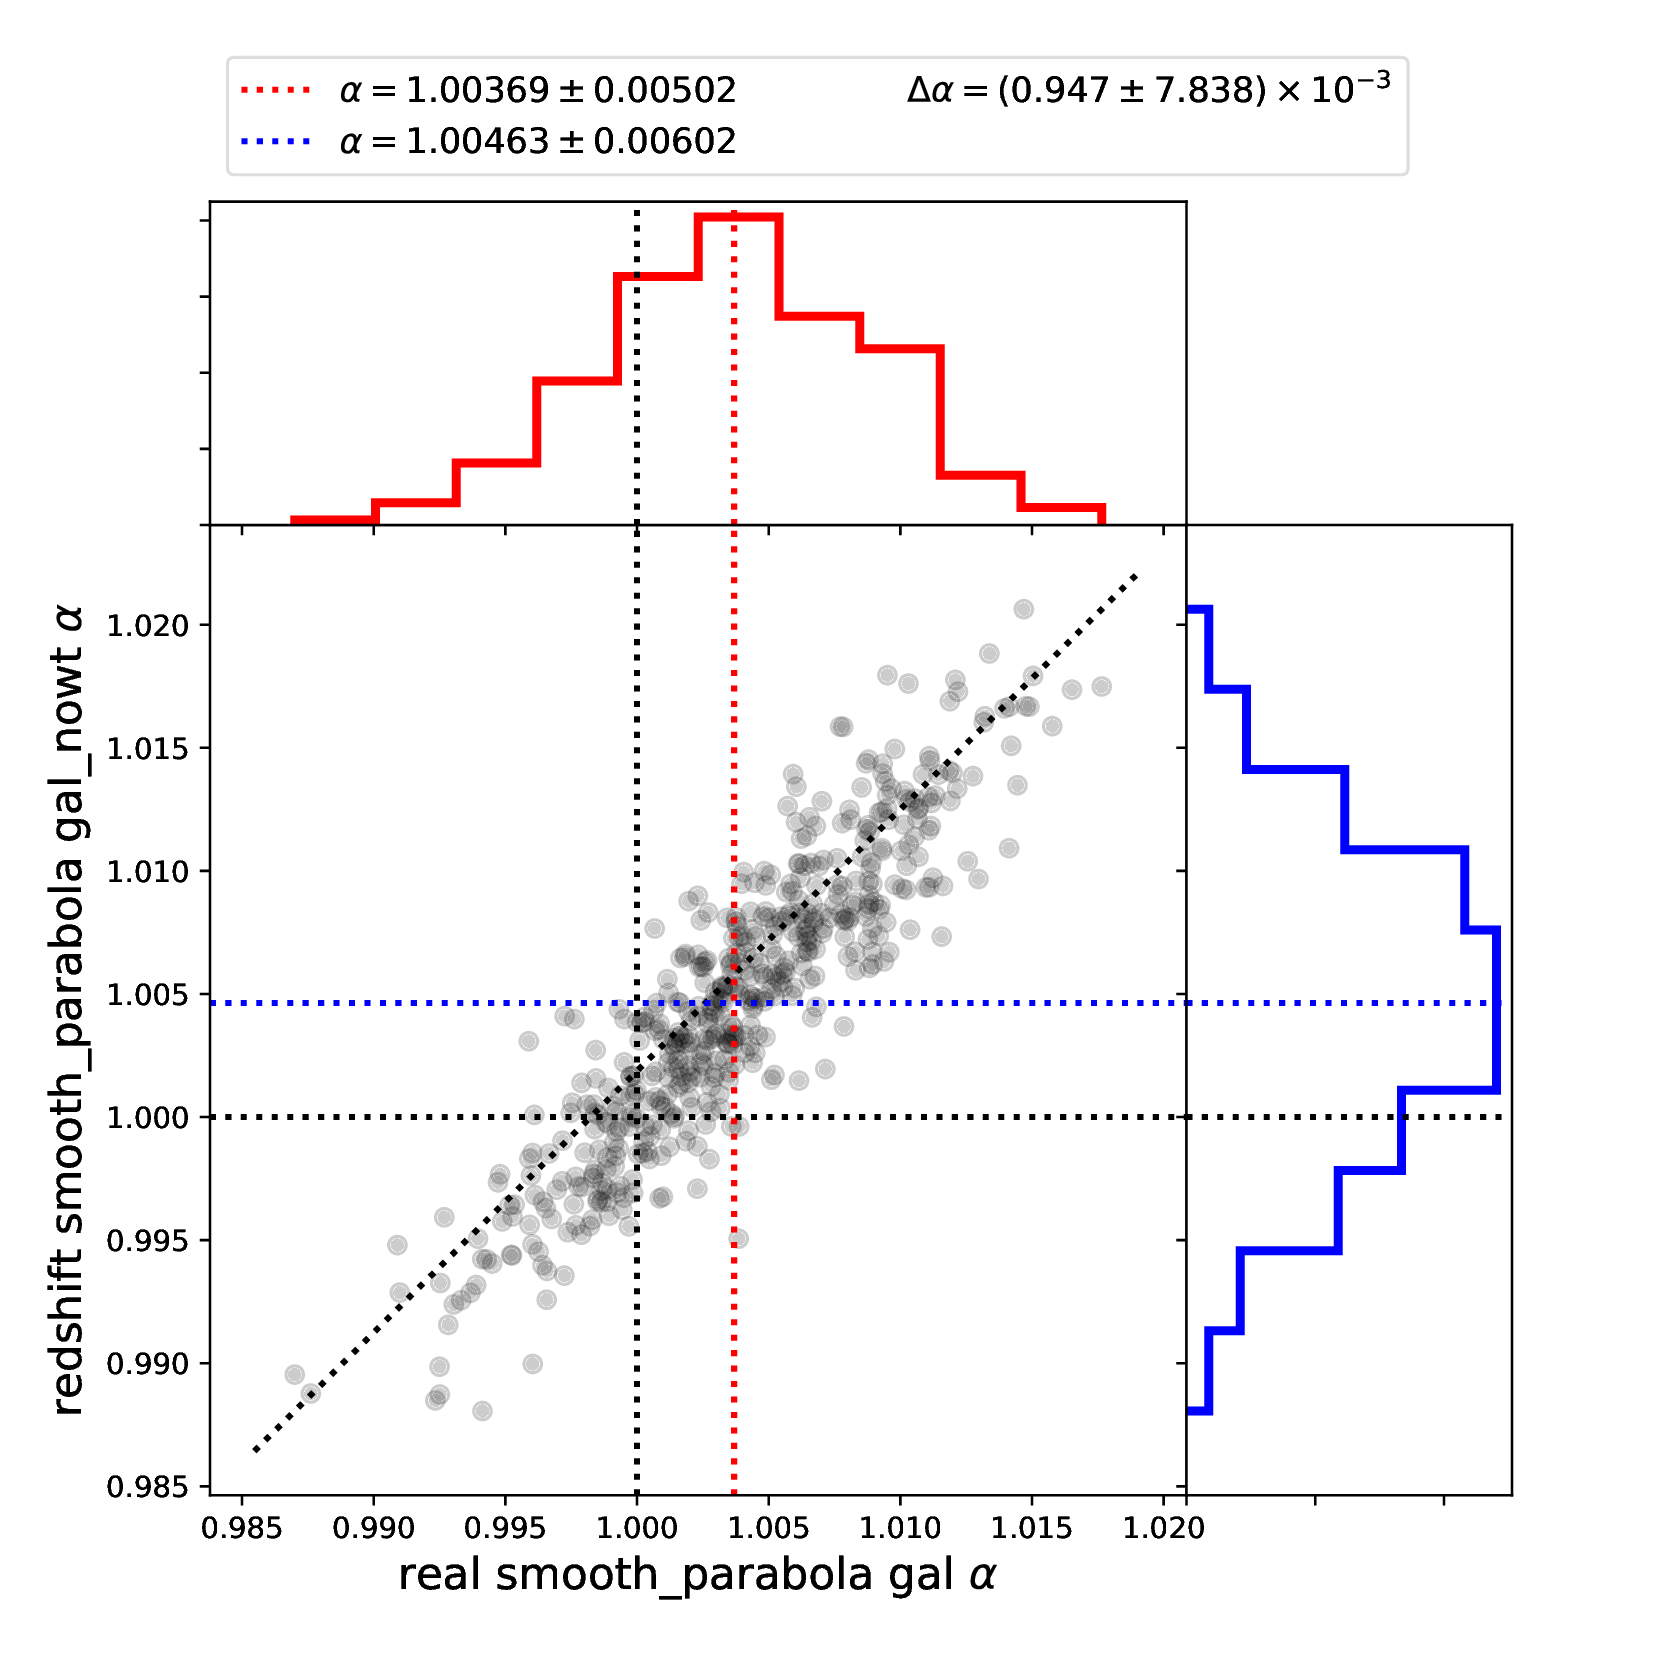 α = 1.00369 ± 0.00502
α = 1.00463 ± 0.00602
Δα = (0.947 ± 7.838) × 10⁻³
redshift smooth_parabola gal_nowt α
1.020
1.015
1.010
1.005
1.000
0.995
0.990
0.985
0.985 0.990 0.995 1.000 1.005 1.010 1.015 1.020
real smooth_parabola gal α